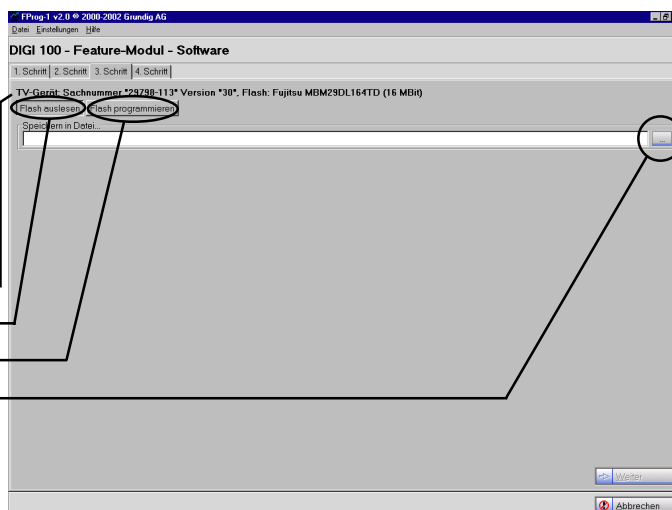 FProg-1 v2.0 © 2000-2002 Grundig AG
Datei Einstellungen Hilfe
DIGI 100 - Feature-Modul - Software
1. Schritt 2. Schritt 3. Schritt 4. Schritt
TV-Gerät: Sachnummer "29798-113" Version "30", Flash: Fujitsu MBM29DL164TD (16 MBit)
Flash auslesen Flash programmieren
Speichern in Datei...
...
Weiter
Abbrechen